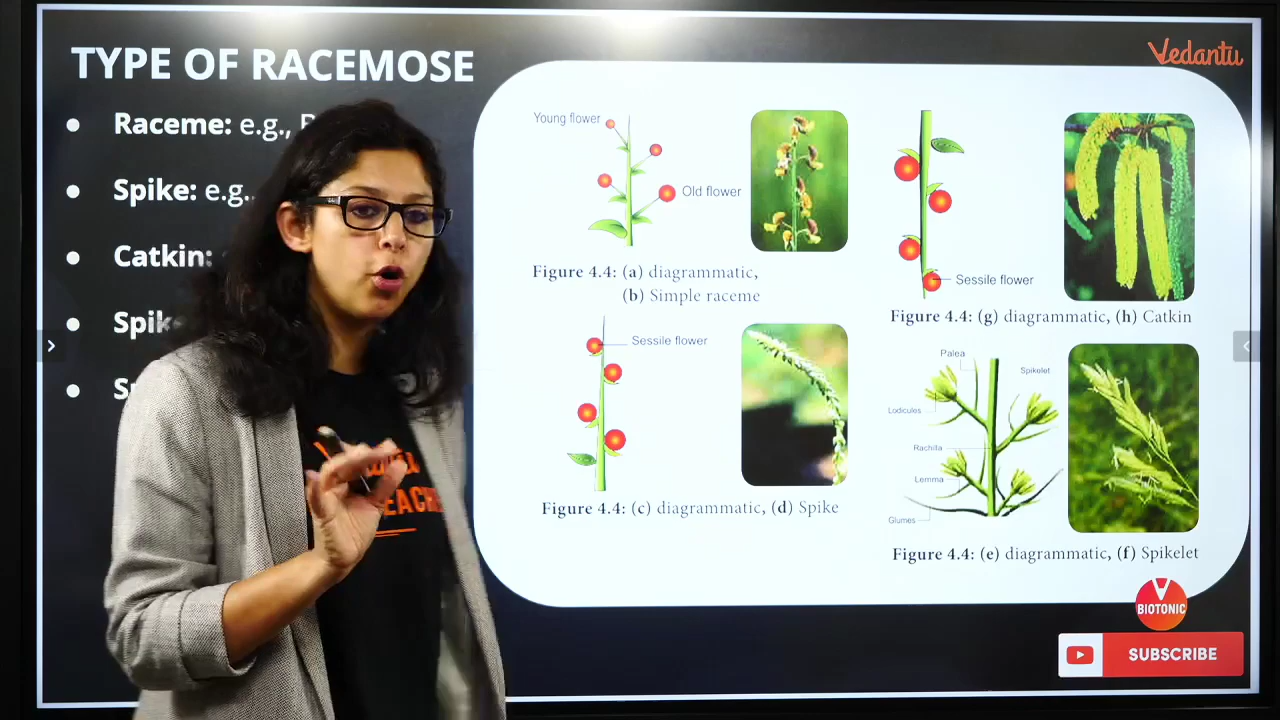 TYPE OF RACEMOSE
Vedantu
• Raceme: e.g.,
• Spike: e.g.,
• Catkin:
Young flower
Old flower
Figure 4.4: (a) diagrammatic,
(b) Simple raceme
Sessile flower
Figure 4.4: (c) diagrammatic, (d) Spike
Sessile flower
Figure 4.4: (g) diagrammatic, (h) Catkin
Palea
Spikelet
Lodicules
Rachilla
Lemma
Glumes
Figure 4.4: (e) diagrammatic, (f) Spikelet
V
BIOTONIC
SUBSCRIBE